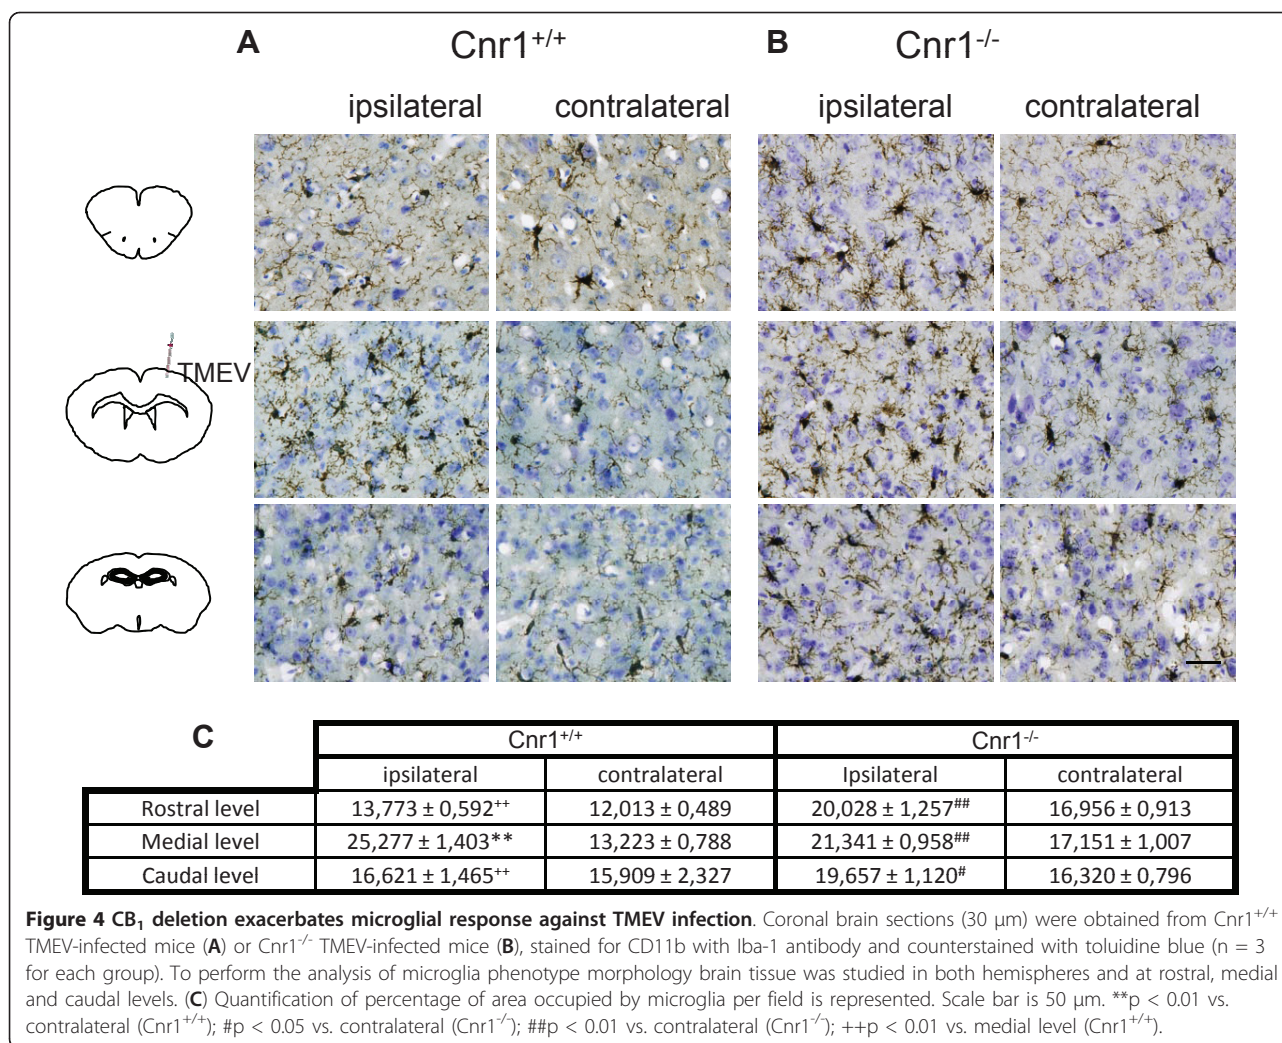 A Cnr1+/+ B Cnr1-/-
ipsilateral contralateral ipsilateral contralateral
TMEV
C Cnr1+/+ Cnr1-/-
ipsilateral contralateral Ipsilateral contralateral
Rostral level 13,773 ± 0,592++ 12,013 ± 0,489 20,028 ± 1,257## 16,956 ± 0,913
Medial level 25,277 ± 1,403** 13,223 ± 0,788 21,341 ± 0,958## 17,151 ± 1,007
Caudal level 16,621 ± 1,465++ 15,909 ± 2,327 19,657 ± 1,120# 16,320 ± 0,796
Figure 4 CB1 deletion exacerbates microglial response against TMEV infection. Coronal brain sections (30 μm) were obtained from Cnr1+/+
TMEV-infected mice (A) or Cnr1-/- TMEV-infected mice (B), stained for CD11b with Iba-1 antibody and counterstained with toluidine blue (n = 3
for each group). To perform the analysis of microglia phenotype morphology brain tissue was studied in both hemispheres and at rostral, medial
and caudal levels. (C) Quantification of percentage of area occupied by microglia per field is represented. Scale bar is 50 μm. **p < 0.01 vs.
contralateral (Cnr1+/+); #p < 0.05 vs. contralateral (Cnr1-/-); ##p < 0.01 vs. contralateral (Cnr1-/-); ++p < 0.01 vs. medial level (Cnr1+/+).